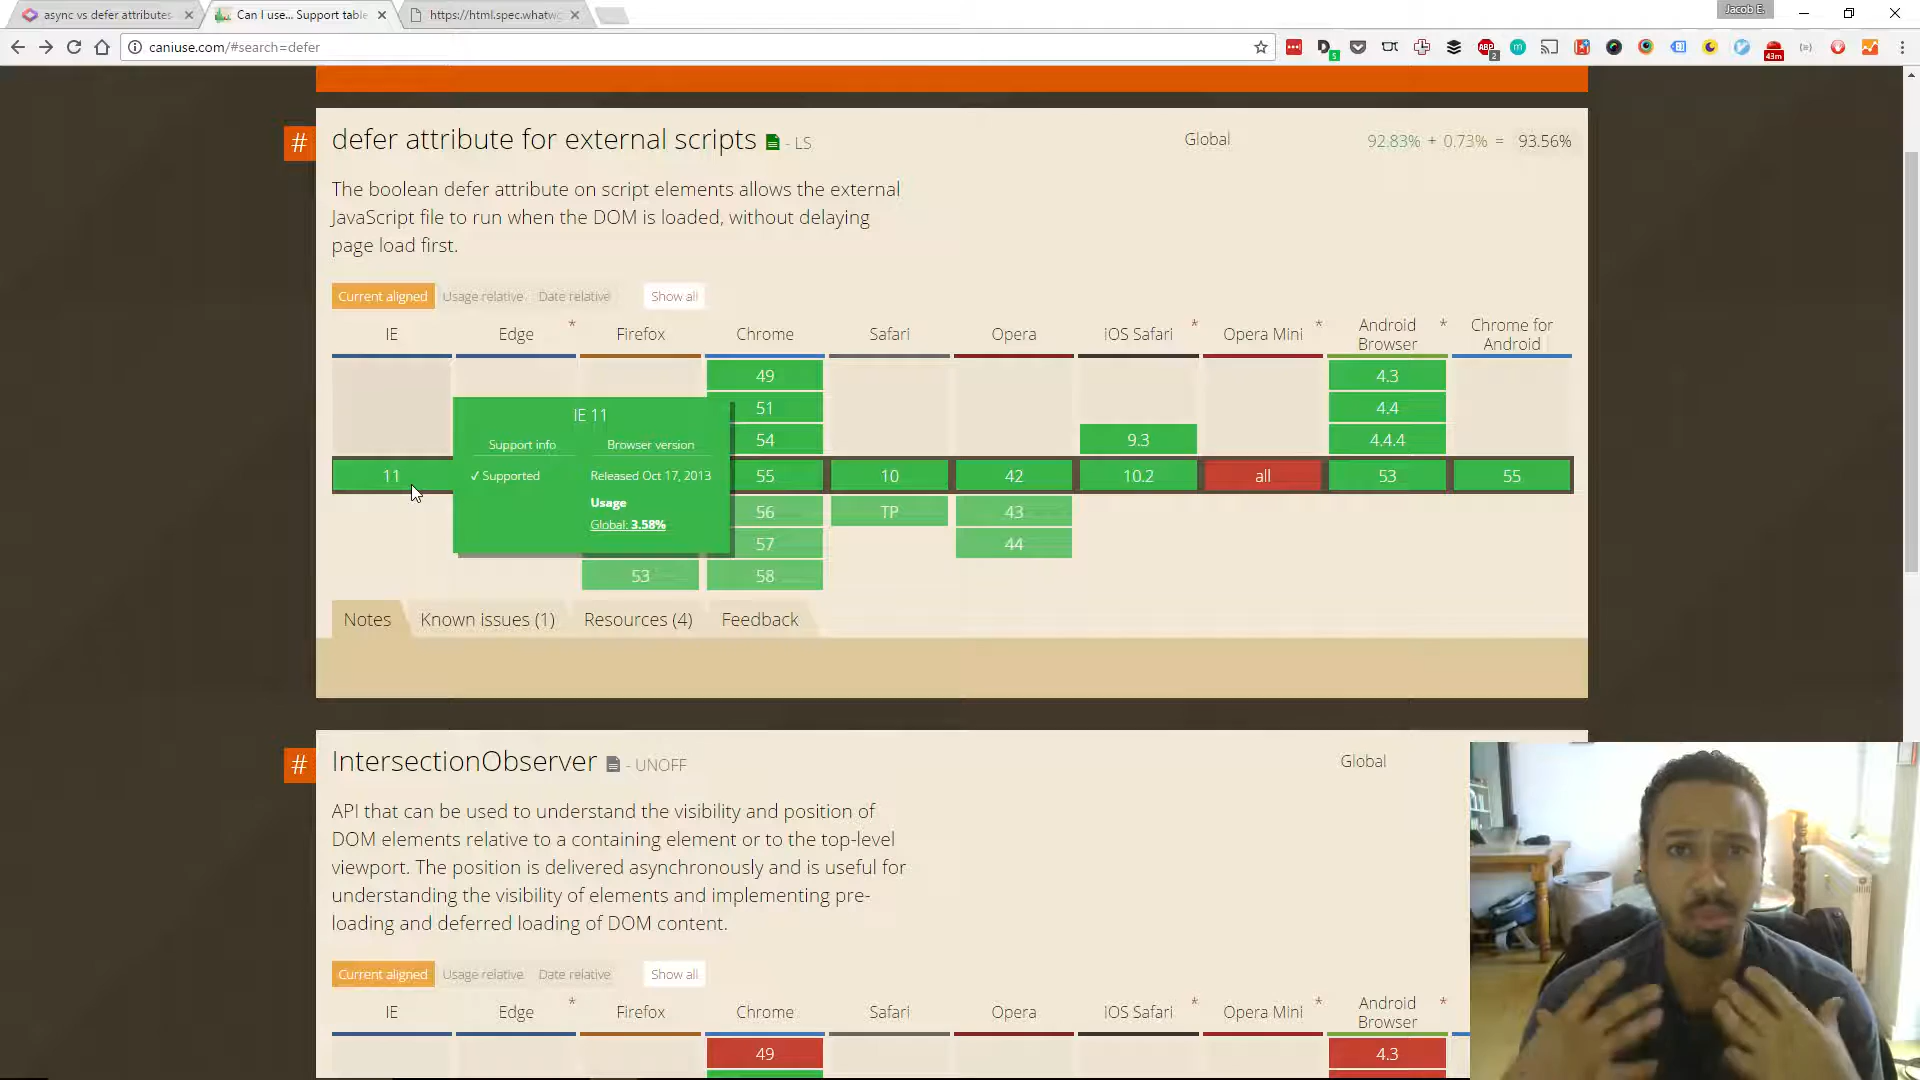 async vs defer attributes
Can I use... Support table
https://html.spec.whatw
Jacob E.
caniuse.com/#search=defer
# defer attribute for external scripts - LS
Global 92.83% + 0.73% = 93.56%
The boolean defer attribute on script elements allows the external
JavaScript file to run when the DOM is loaded, without delaying
page load first.
Current aligned Usage relative Date relative Show all
IE Edge * Firefox Chrome Safari Opera iOS Safari * Opera Mini * Android Browser * Chrome for Android
49 4.3
51 4.4
54 9.3 4.4.4
11 55 10 42 10.2 all 53 55
56 TP 43
57 44
53 58
IE 11
Support info Browser version
✓ Supported Released Oct 17, 2013
Usage
Global: 3.58%
Notes Known issues (1) Resources (4) Feedback
# IntersectionObserver - UNOFF
Global
API that can be used to understand the visibility and position of
DOM elements relative to a containing element or to the top-level
viewport. The position is delivered asynchronously and is useful for
understanding the visibility of elements and implementing pre-
loading and deferred loading of DOM content.
Current aligned Usage relative Date relative Show all
IE Edge * Firefox Chrome Safari Opera iOS Safari * Opera Mini * Android Browser *
49 4.3